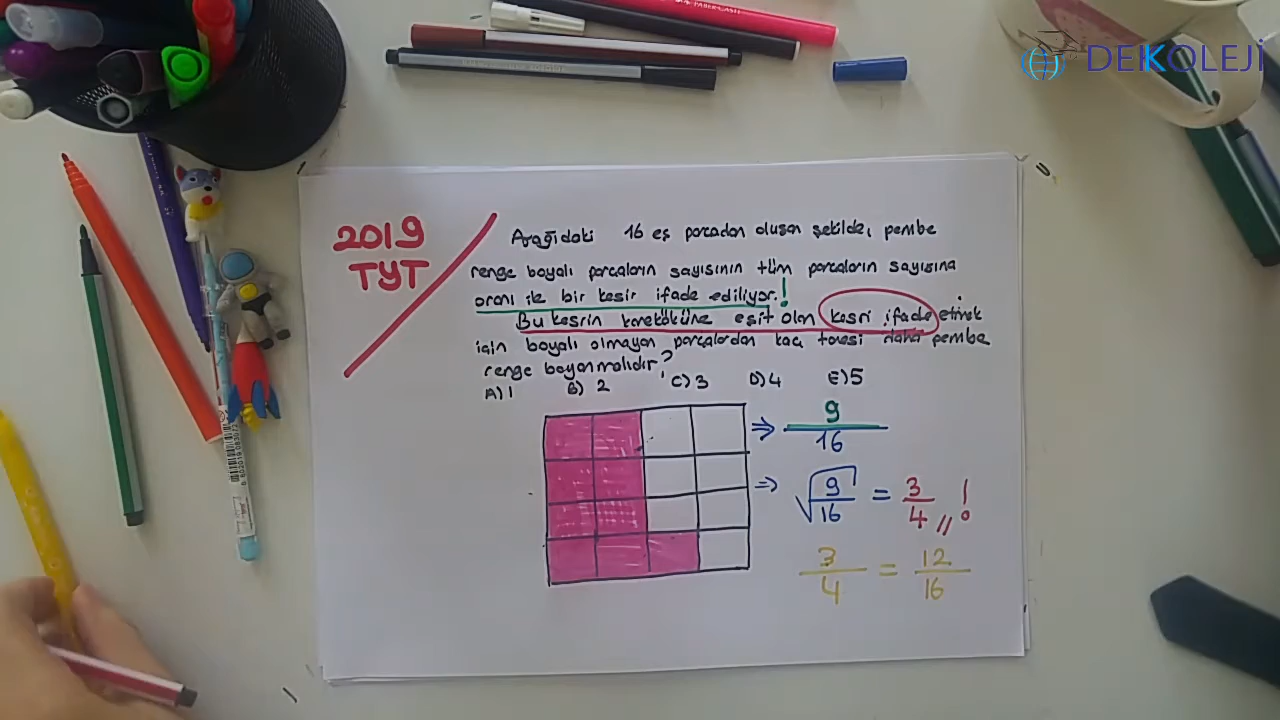 DEKOLEJİ
2019
TYT
Aşağıdaki 16 eş parçadan oluşan şekilde, pembe
renge boyalı parçaların sayısının tüm parçaların sayısına
oranı ile bir kesir ifade ediliyor.!
Bu kesrin kareköküne eşit olan kesri ifade etmek
için boyalı olmayan parçalardan kaç tanesi daha pembe
renge boyanmalıdır?
A) 1 B) 2 C) 3 D) 4 E) 5
⇒ 9/16
⇒ √9/16 = 3/4 ,, !
3/4 = 12/16